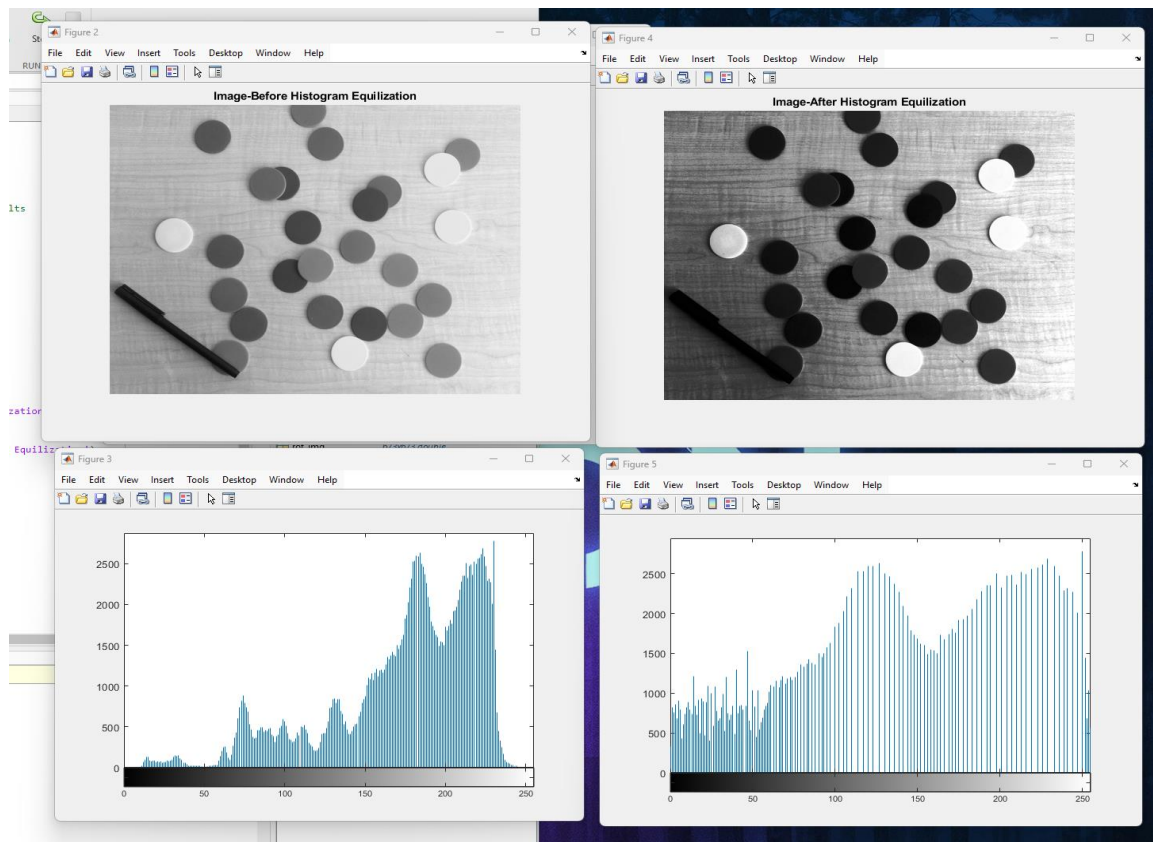 St
RUN
lts
zation
Equiliz
Figure 2
File Edit View Insert Tools Desktop Window Help
Image-Before Histogram Equilization
Figure 4
File Edit View Insert Tools Desktop Window Help
Image-After Histogram Equilization
Figure 3
File Edit View Insert Tools Desktop Window Help
2500
2000
1500
1000
500
0
0 50 100 150 200 250
Figure 5
File Edit View Insert Tools Desktop Window Help
2500
2000
1500
1000
500
0
0 50 100 150 200 250